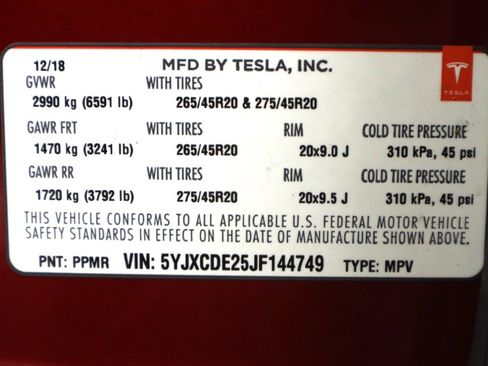 12/18 MFD BY TESLA, INC.
TESLA
GVWR WITH TIRES
2990 kg (6591 lb) 265/45R20 & 275/45R20
GAWR FRT WITH TIRES RIM COLD TIRE PRESSURE
1470 kg (3241 lb) 265/45R20 20x9.0 J 310 kPa, 45 psi
GAWR RR WITH TIRES RIM COLD TIRE PRESSURE
1720 kg (3792 lb) 275/45R20 20x9.5 J 310 kPa, 45 psi
THIS VEHICLE CONFORMS TO ALL APPLICABLE U.S. FEDERAL MOTOR VEHICLE
SAFETY STANDARDS IN EFFECT ON THE DATE OF MANUFACTURE SHOWN ABOVE.
PNT: PPMR VIN: 5YJXCDE25JF144749 TYPE: MPV